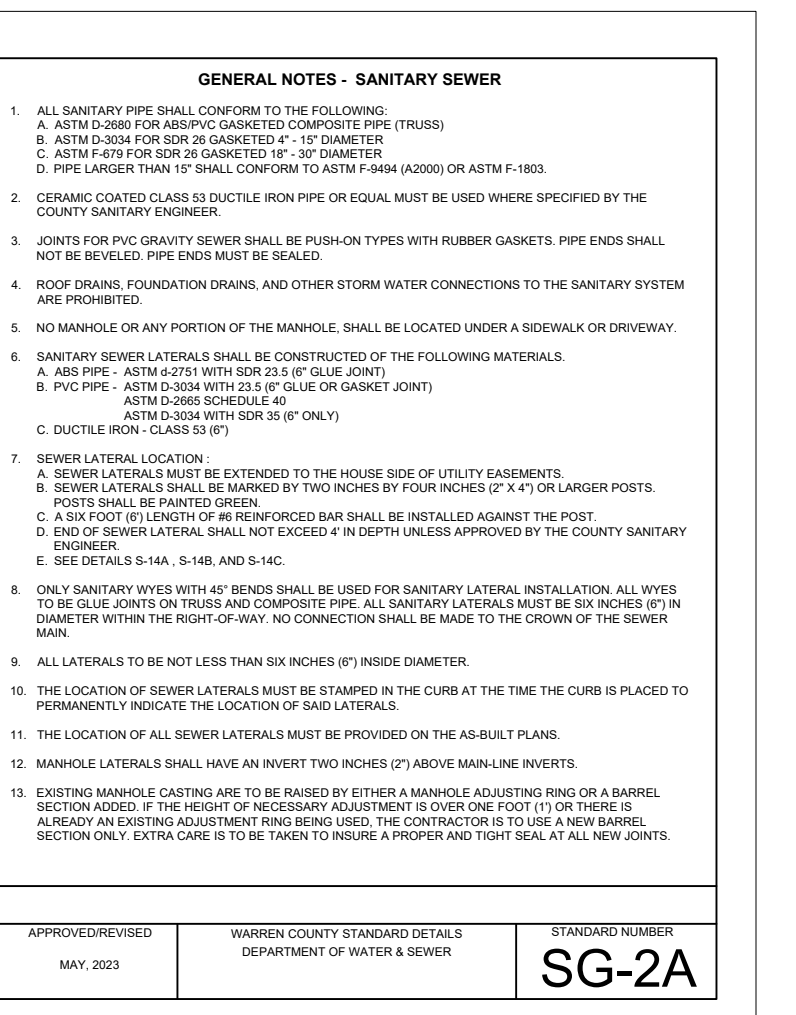 GENERAL NOTES - SANITARY SEWER
1. ALL SANITARY PIPE SHALL CONFORM TO THE FOLLOWING:
A. ASTM D-2680 FOR ABS/PVC GASKETED COMPOSITE PIPE (TRUSS)
B. ASTM D-3034 FOR SDR 26 GASKETED 4" - 15" DIAMETER
C. ASTM F-679 FOR SDR 26 GASKETED 18" - 30" DIAMETER
D. PIPE LARGER THAN 15" SHALL CONFORM TO ASTM F-9494 (A2000) OR ASTM F-1803.
2. CERAMIC COATED CLASS 53 DUCTILE IRON PIPE OR EQUAL MUST BE USED WHERE SPECIFIED BY THE
COUNTY SANITARY ENGINEER.
3. JOINTS FOR PVC GRAVITY SEWER SHALL BE PUSH-ON TYPES WITH RUBBER GASKETS. PIPE ENDS SHALL
NOT BE BEVELED. PIPE ENDS MUST BE SEALED.
4. ROOF DRAINS, FOUNDATION DRAINS, AND OTHER STORM WATER CONNECTIONS TO THE SANITARY SYSTEM
ARE PROHIBITED.
5. NO MANHOLE OR ANY PORTION OF THE MANHOLE, SHALL BE LOCATED UNDER A SIDEWALK OR DRIVEWAY.
6. SANITARY SEWER LATERALS SHALL BE CONSTRUCTED OF THE FOLLOWING MATERIALS.
A. ABS PIPE - ASTM d-2751 WITH SDR 23.5 (6" GLUE JOINT)
B. PVC PIPE - ASTM D-3034 WITH 23.5 (6" GLUE OR GASKET JOINT)
ASTM D-2665 SCHEDULE 40
ASTM D-3034 WITH SDR 35 (6" ONLY)
C. DUCTILE IRON - CLASS 53 (6")
7. SEWER LATERAL LOCATION :
A. SEWER LATERALS MUST BE EXTENDED TO THE HOUSE SIDE OF UTILITY EASEMENTS.
B. SEWER LATERALS SHALL BE MARKED BY TWO INCHES BY FOUR INCHES (2" X 4") OR LARGER POSTS.
POSTS SHALL BE PAINTED GREEN.
C. A SIX FOOT (6') LENGTH OF #6 REINFORCED BAR SHALL BE INSTALLED AGAINST THE POST.
D. END OF SEWER LATERAL SHALL NOT EXCEED 4' IN DEPTH UNLESS APPROVED BY THE COUNTY SANITARY
ENGINEER.
E. SEE DETAILS S-14A , S-14B, AND S-14C.
8. ONLY SANITARY WYES WITH 45° BENDS SHALL BE USED FOR SANITARY LATERAL INSTALLATION. ALL WYES
TO BE GLUE JOINTS ON TRUSS AND COMPOSITE PIPE. ALL SANITARY LATERALS MUST BE SIX INCHES (6") IN
DIAMETER WITHIN THE RIGHT-OF-WAY. NO CONNECTION SHALL BE MADE TO THE CROWN OF THE SEWER
MAIN.
9. ALL LATERALS TO BE NOT LESS THAN SIX INCHES (6") INSIDE DIAMETER.
10. THE LOCATION OF SEWER LATERALS MUST BE STAMPED IN THE CURB AT THE TIME THE CURB IS PLACED TO
PERMANENTLY INDICATE THE LOCATION OF SAID LATERALS.
11. THE LOCATION OF ALL SEWER LATERALS MUST BE PROVIDED ON THE AS-BUILT PLANS.
12. MANHOLE LATERALS SHALL HAVE AN INVERT TWO INCHES (2") ABOVE MAIN-LINE INVERTS.
13. EXISTING MANHOLE CASTING ARE TO BE RAISED BY EITHER A MANHOLE ADJUSTING RING OR A BARREL
SECTION ADDED. IF THE HEIGHT OF NECESSARY ADJUSTMENT IS OVER ONE FOOT (1') OR THERE IS
ALREADY AN EXISTING ADJUSTMENT RING BEING USED, THE CONTRACTOR IS TO USE A NEW BARREL
SECTION ONLY. EXTRA CARE IS TO BE TAKEN TO INSURE A PROPER AND TIGHT SEAL AT ALL NEW JOINTS.
APPROVED/REVISED
MAY, 2023
WARREN COUNTY STANDARD DETAILS
DEPARTMENT OF WATER & SEWER
STANDARD NUMBER
SG-2A